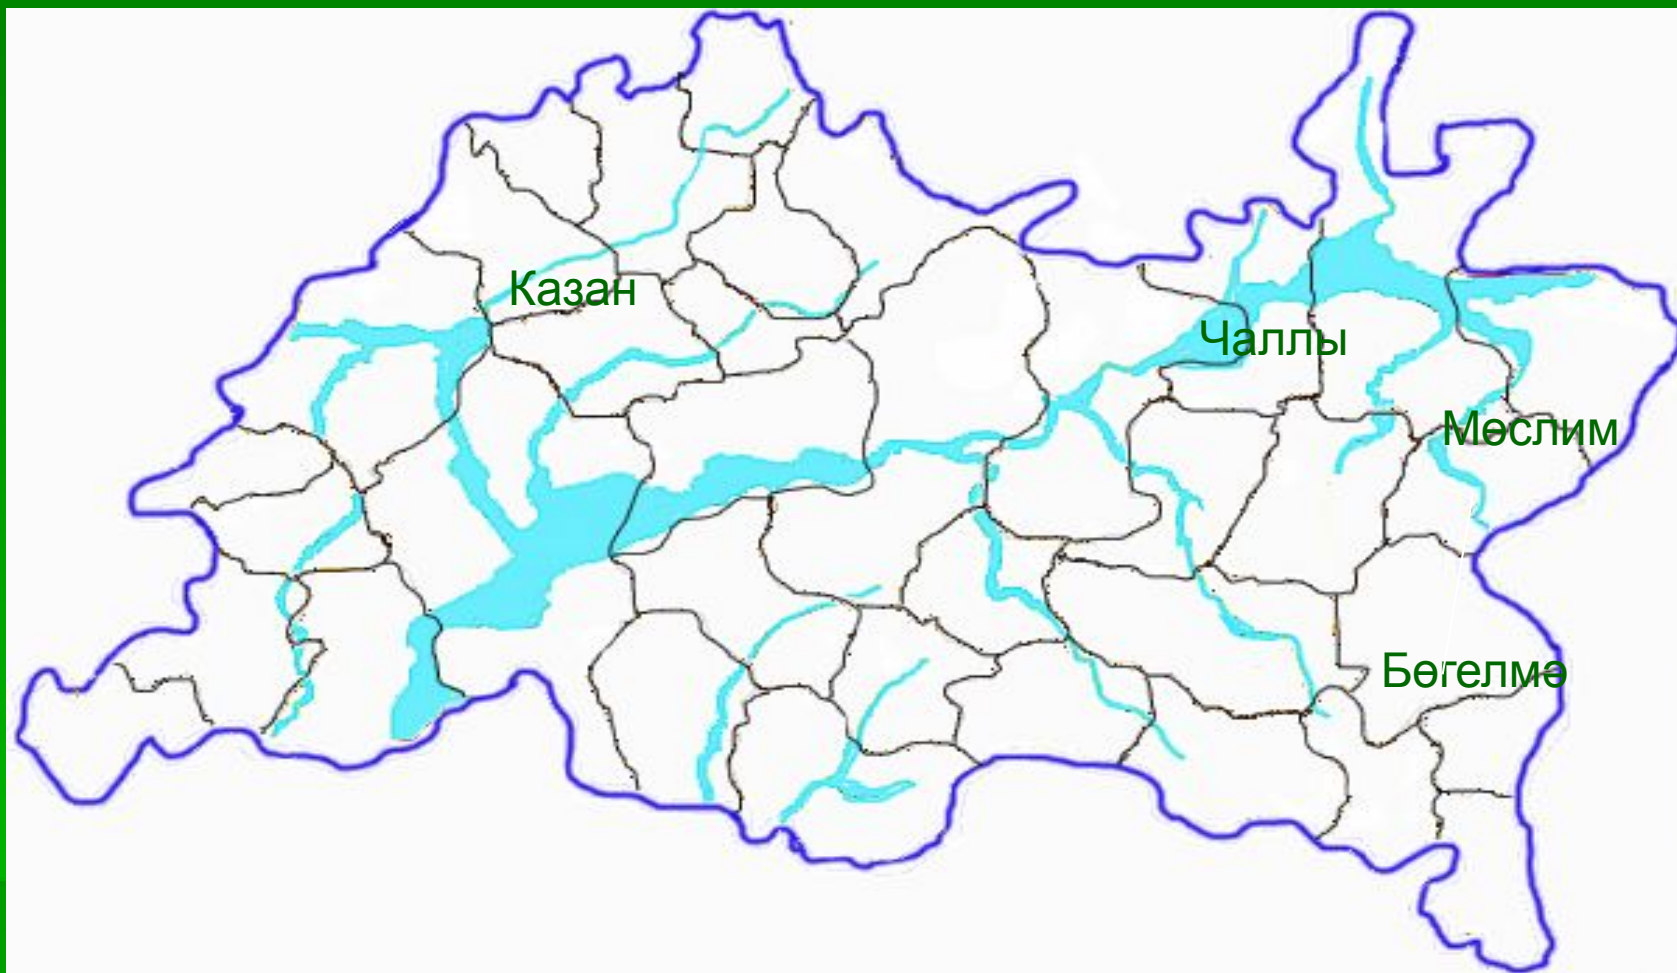 Казан
Чаллы
Мөслим
Бөгелмә